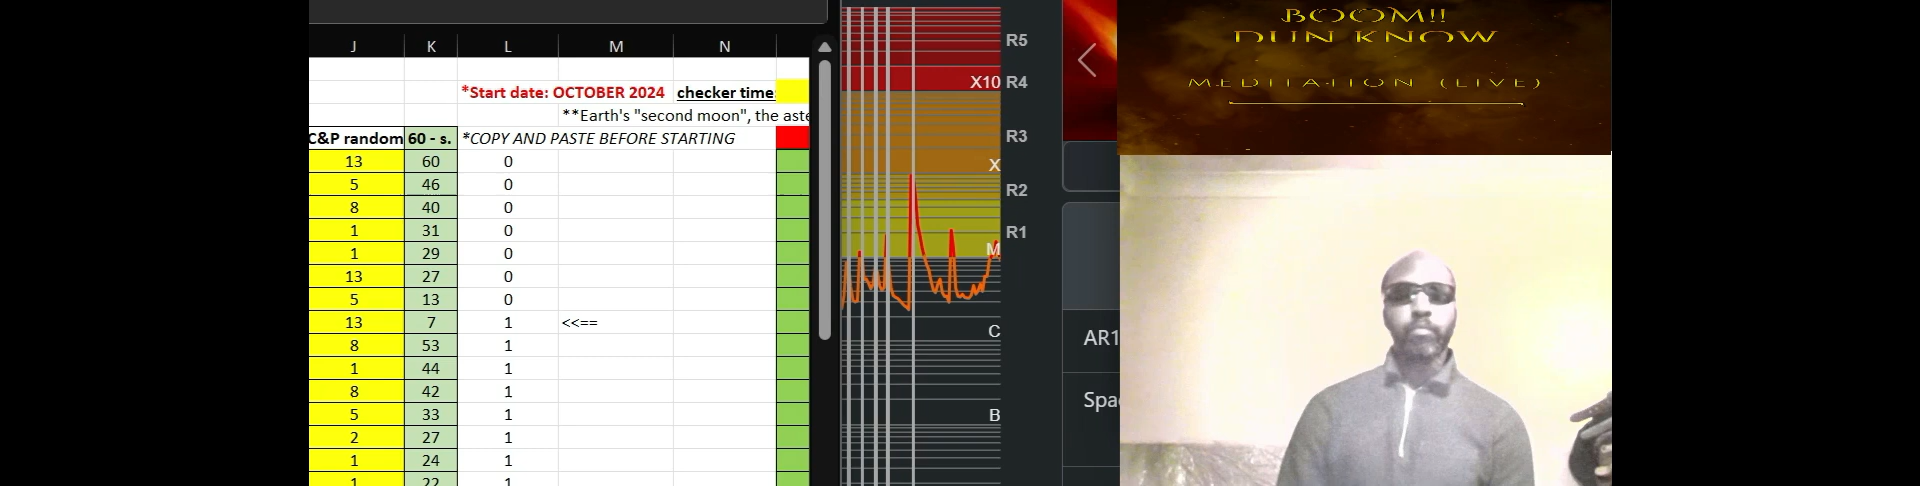 J K L M N
*Start date: OCTOBER 2024 checker time:
**Earth's "second moon", the aste
C&P random 60 - s. *COPY AND PASTE BEFORE STARTING
13 60 0
5 46 0
8 40 0
1 31 0
1 29 0
13 27 0
5 13 0
13 7 1 <<==
8 53 1
1 44 1
8 42 1
5 33 1
2 27 1
1 24 1
1 22 1
R5
X10 R4
R3
X
R2
R1
M
C
B
AR1
Spa
BOOM!!
DUN KNOW
MEDITATION (LIVE)